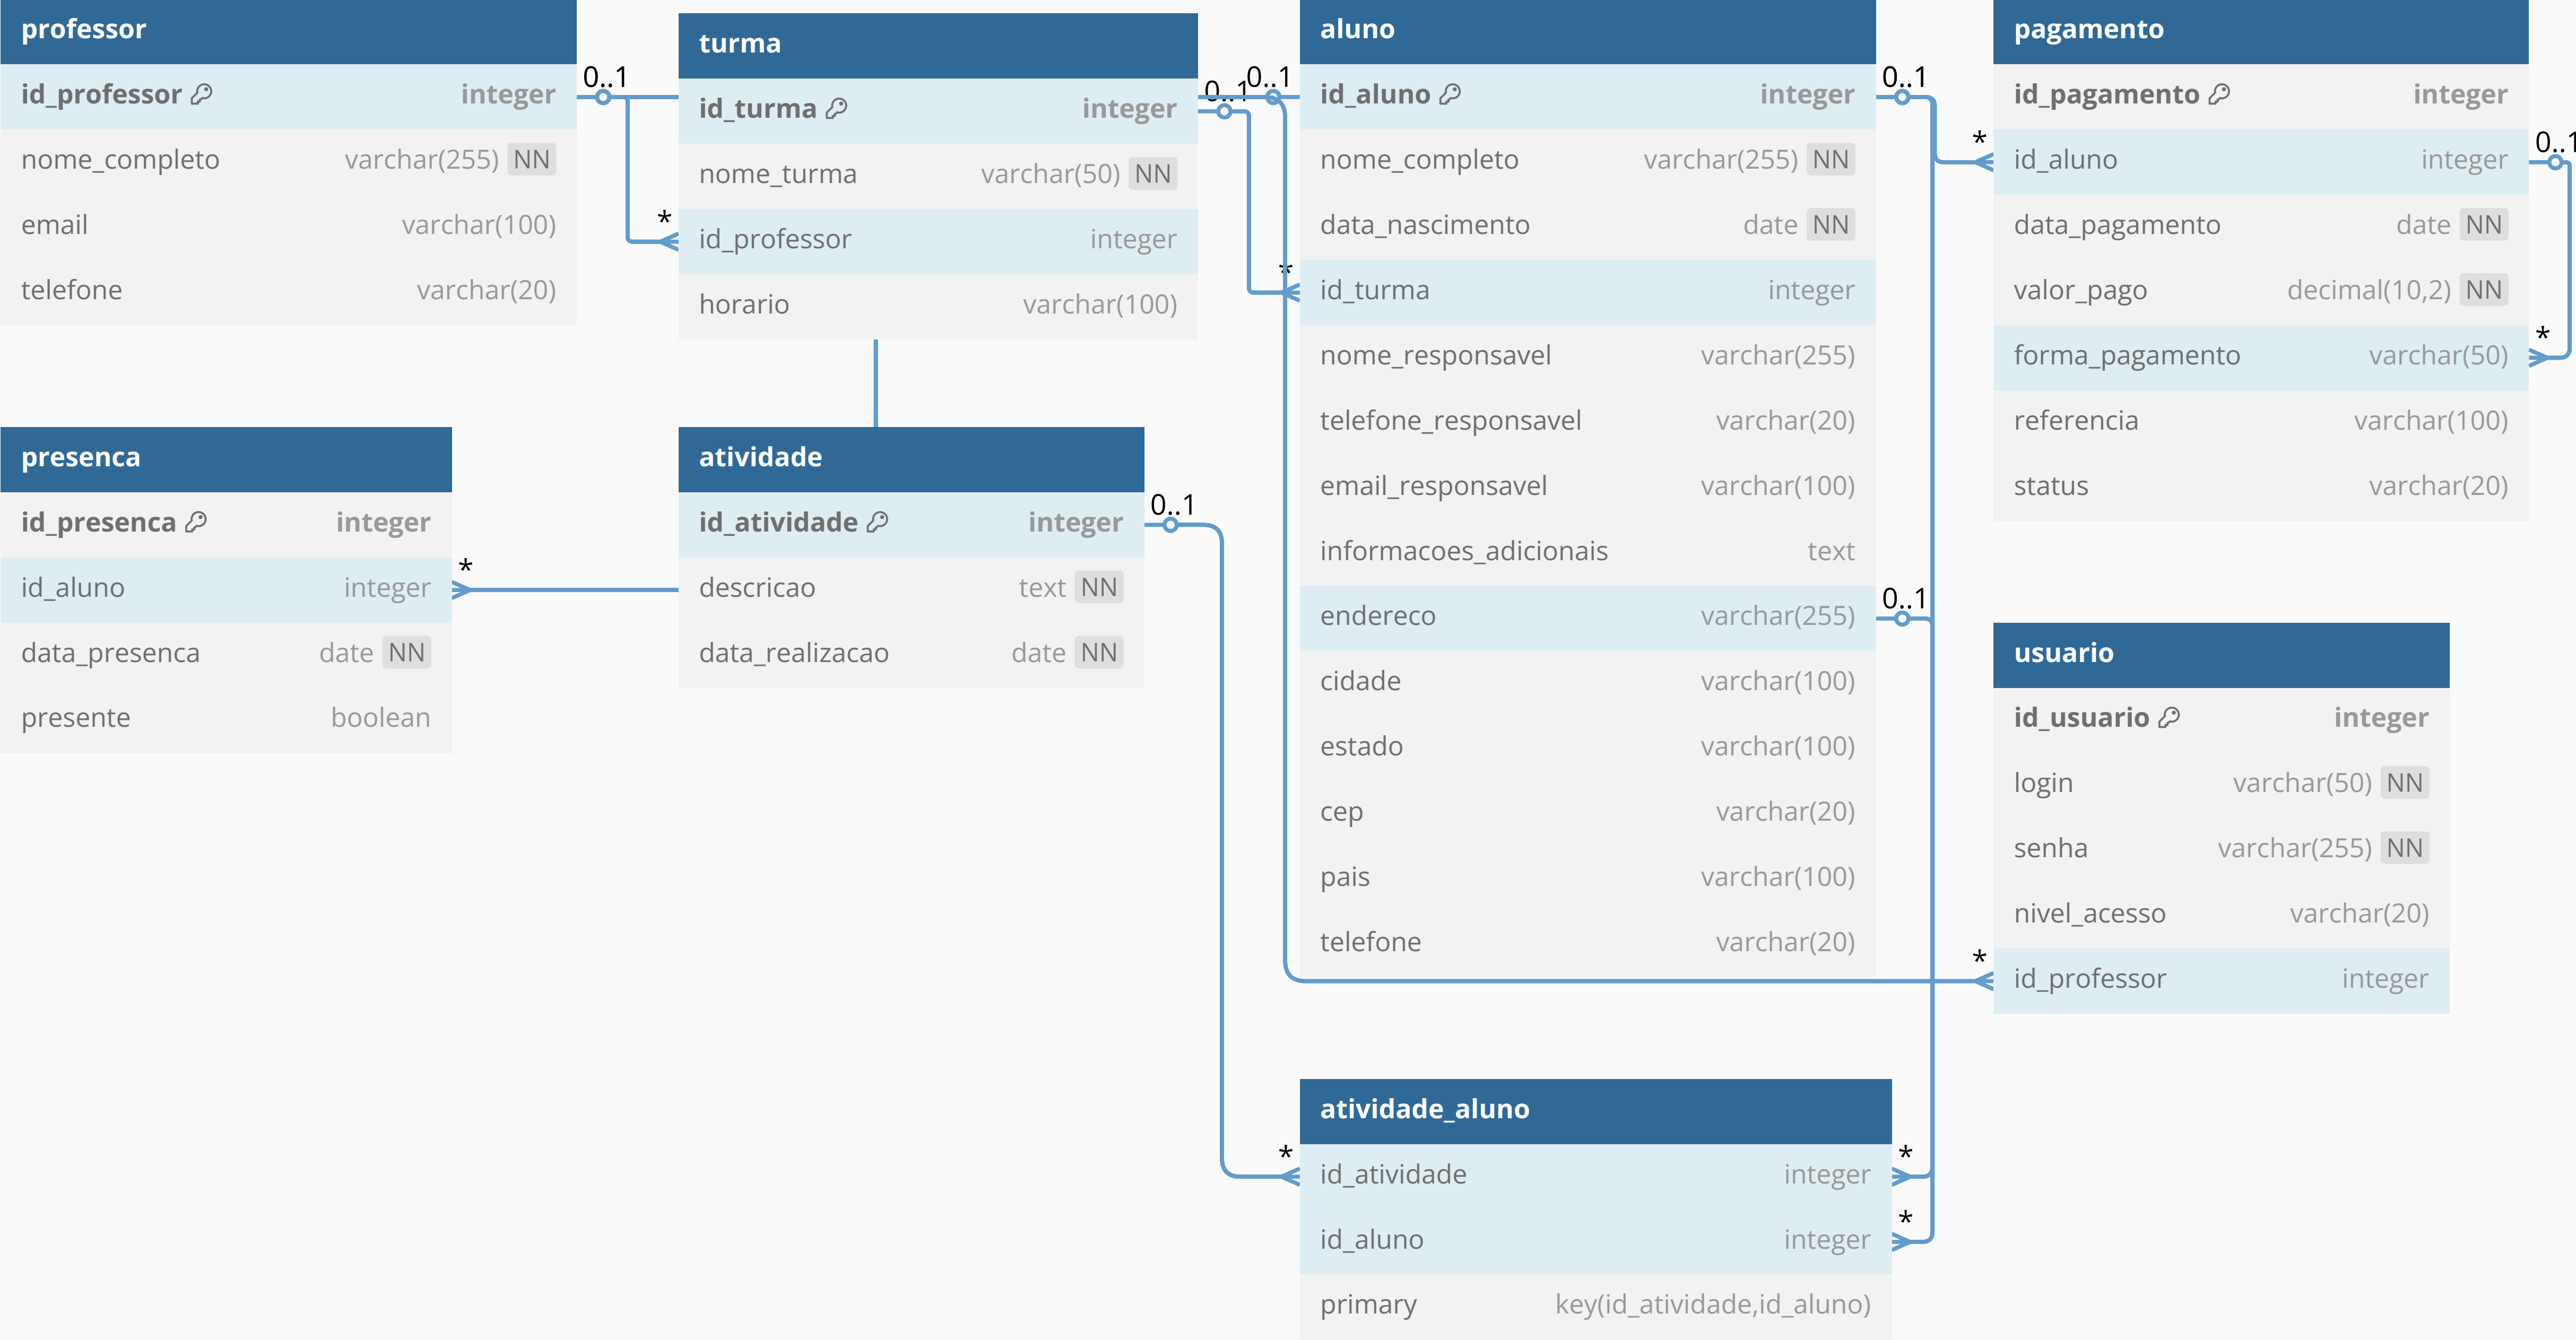 professor
id_professor integer
nome_completo varchar(255) NN
email varchar(100)
telefone varchar(20)
0..1
*
turma
id_turma integer
nome_turma varchar(50) NN
id_professor integer
horario varchar(100)
0..1
0..1
*
aluno
id_aluno integer
nome_completo varchar(255) NN
data_nascimento date NN
id_turma integer
nome_responsavel varchar(255)
telefone_responsavel varchar(20)
email_responsavel varchar(100)
informacoes_adicionais text
endereco varchar(255)
cidade varchar(100)
estado varchar(100)
cep varchar(20)
pais varchar(100)
telefone varchar(20)
0..1
0..1
*
pagamento
id_pagamento integer
id_aluno integer
data_pagamento date NN
valor_pago decimal(10,2) NN
forma_pagamento varchar(50)
referencia varchar(100)
status varchar(20)
0..1
*
presenca
id_presenca integer
id_aluno integer
data_presenca date NN
presente boolean
*
atividade
id_atividade integer
descricao text NN
data_realizacao date NN
0..1
usuario
id_usuario integer
login varchar(50) NN
senha varchar(255) NN
nivel_acesso varchar(20)
id_professor integer
*
atividade_aluno
id_atividade integer
id_aluno integer
primary key(id_atividade,id_aluno)
*
*
*